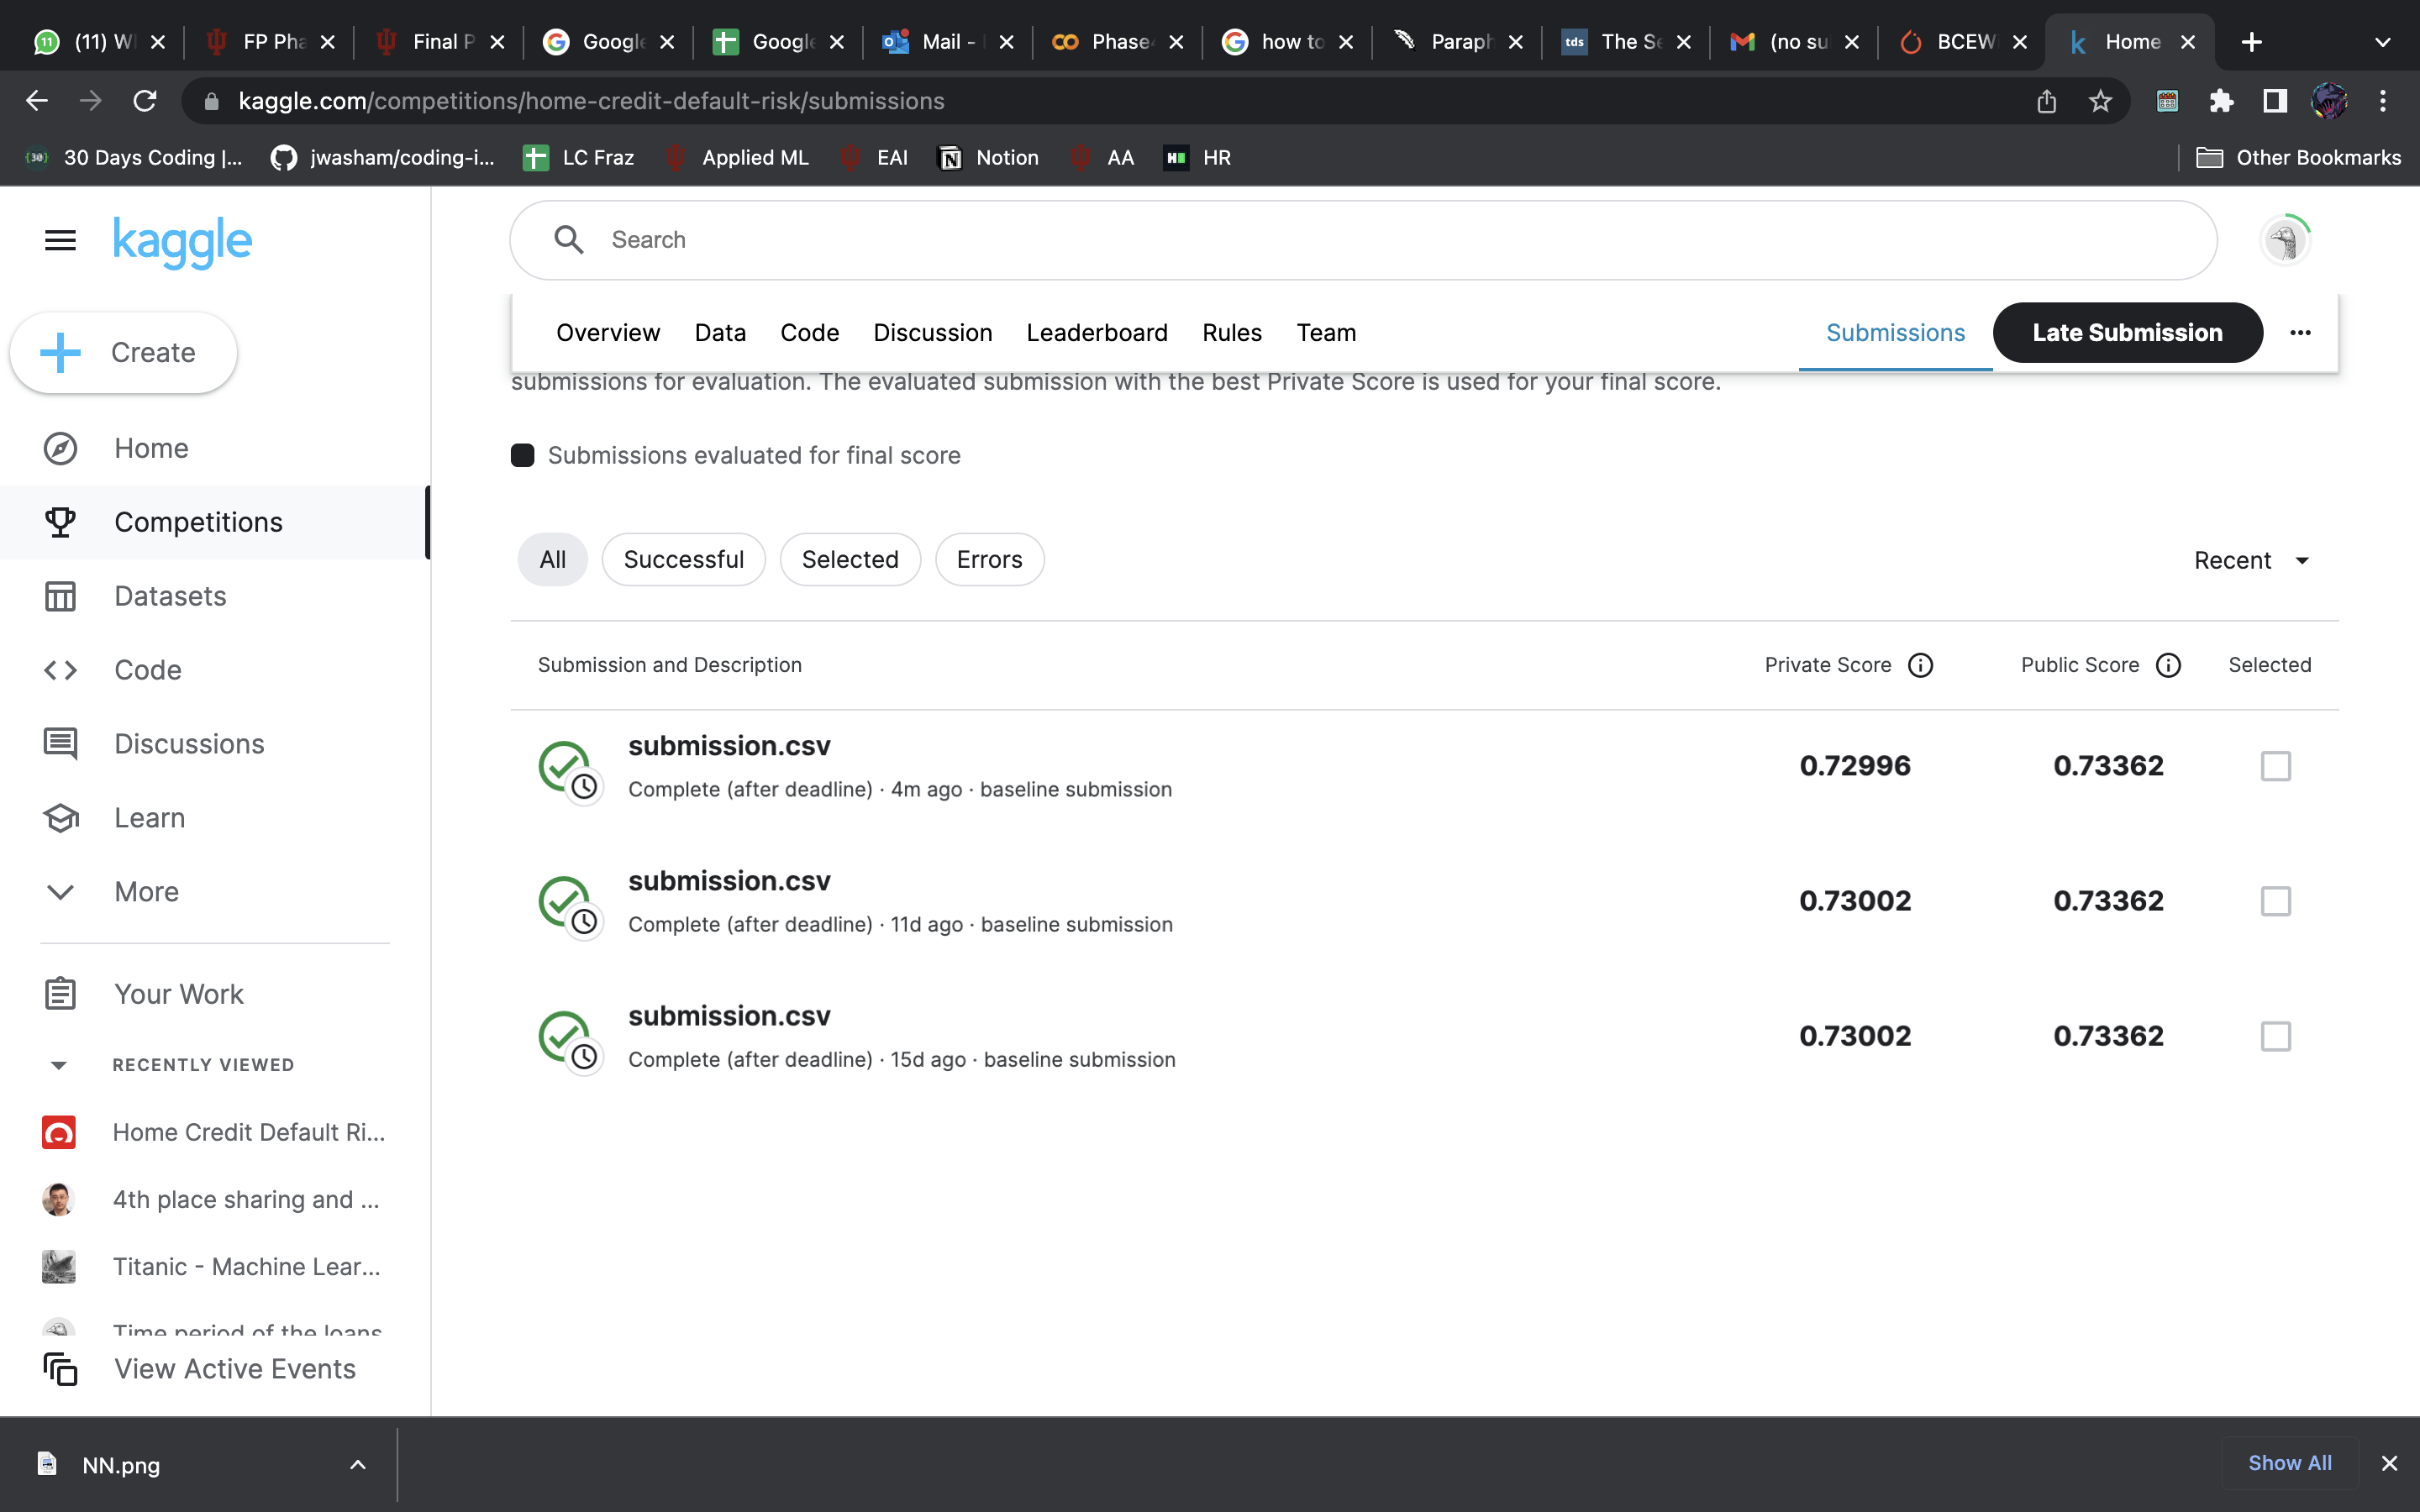 (11) W
FP Pha
Final P
Google
Google
Mail -
Phase
how to
Paraph
tds The Se
(no su
BCEW
Home
kaggle.com/competitions/home-credit-default-risk/submissions
30 Days Coding |...
jwasham/coding-i...
LC Fraz
Applied ML
EAI
Notion
AA
HR
Other Bookmarks
kaggle
Search
Create
Overview Data Code Discussion Leaderboard Rules Team Submissions Late Submission
submissions for evaluation. The evaluated submission with the best Private Score is used for your final score.
Home
Submissions evaluated for final score
Competitions
All Successful Selected Errors Recent
Datasets
Submission and Description Private Score Public Score Selected
Code
Discussions
Learn
More
submission.csv 0.72996 0.73362
Complete (after deadline) · 4m ago · baseline submission
submission.csv 0.73002 0.73362
Complete (after deadline) · 11d ago · baseline submission
submission.csv 0.73002 0.73362
Complete (after deadline) · 15d ago · baseline submission
Your Work
RECENTLY VIEWED
Home Credit Default Ri...
4th place sharing and ...
Titanic - Machine Lear...
Time period of the loans
View Active Events
NN.png
Show All